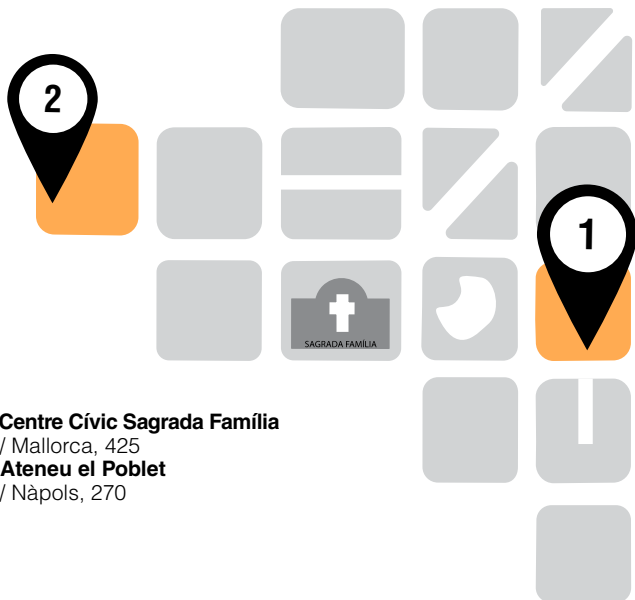 2
1
SAGRADA FAMÍLIA
Centre Cívic Sagrada Família
/ Mallorca, 425
Ateneu el Poblet
/ Nàpols, 270